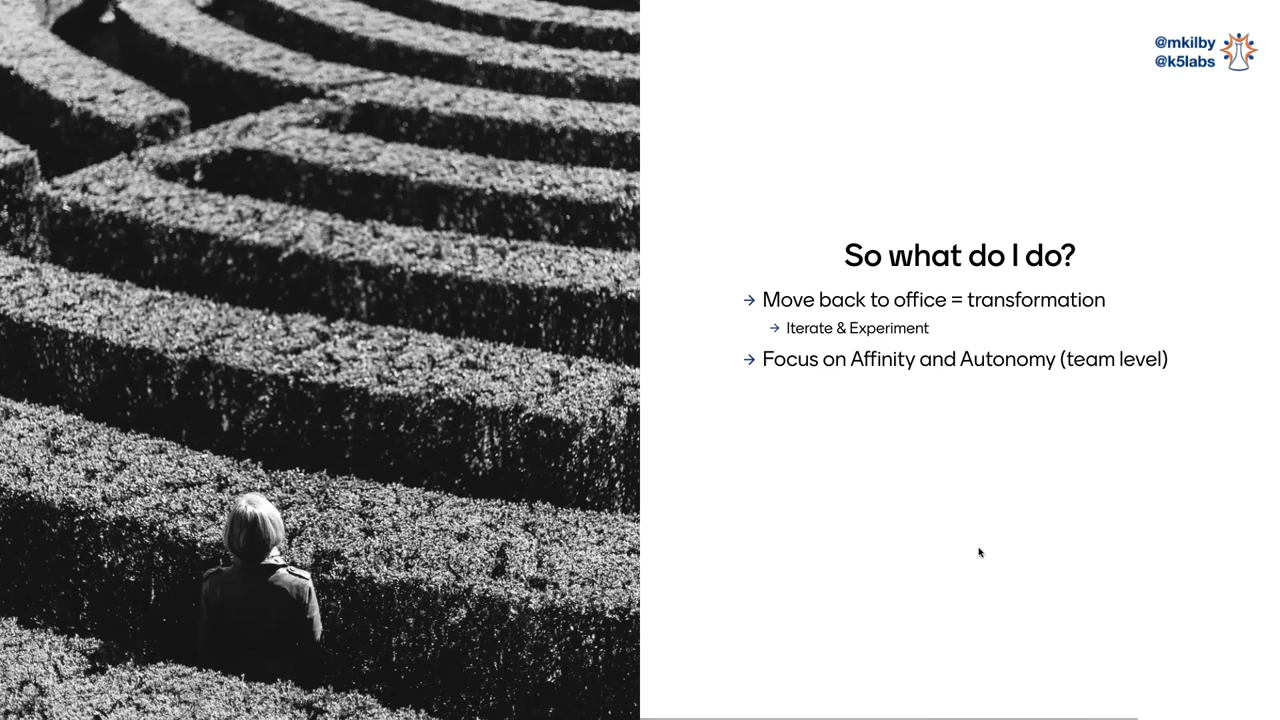 @mkilby
@k5labs
So what do I do?
→ Move back to office = transformation
→ Iterate & Experiment
→ Focus on Affinity and Autonomy (team level)